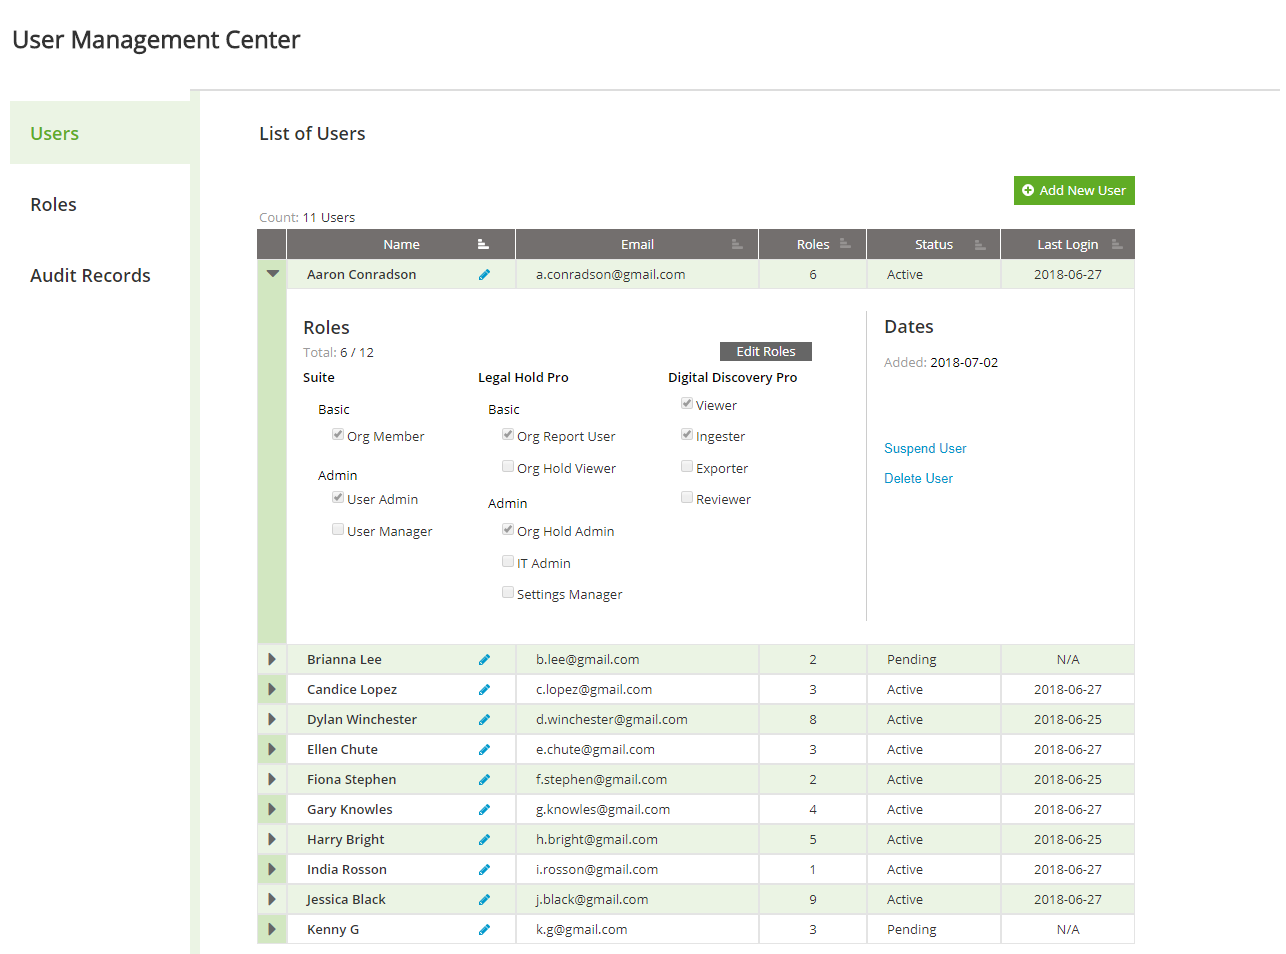 User Management Center
Users
Roles
Audit Records
List of Users
Add New User
Count: 11 Users
Name Email Roles Status Last Login
Aaron Conradson a.conradson@gmail.com 6 Active 2018-06-27
Roles
Total: 6 / 12
Edit Roles
Suite
Basic
Org Member
Admin
User Admin
User Manager
Legal Hold Pro
Basic
Org Report User
Org Hold Viewer
Admin
Org Hold Admin
IT Admin
Settings Manager
Digital Discovery Pro
Viewer
Ingester
Exporter
Reviewer
Dates
Added: 2018-07-02
Suspend User
Delete User
Brianna Lee b.lee@gmail.com 2 Pending N/A
Candice Lopez c.lopez@gmail.com 3 Active 2018-06-27
Dylan Winchester d.winchester@gmail.com 8 Active 2018-06-25
Ellen Chute e.chute@gmail.com 3 Active 2018-06-27
Fiona Stephen f.stephen@gmail.com 2 Active 2018-06-25
Gary Knowles g.knowles@gmail.com 4 Active 2018-06-27
Harry Bright h.bright@gmail.com 5 Active 2018-06-25
India Rosson i.rosson@gmail.com 1 Active 2018-06-27
Jessica Black j.black@gmail.com 9 Active 2018-06-27
Kenny G k.g@gmail.com 3 Pending N/A